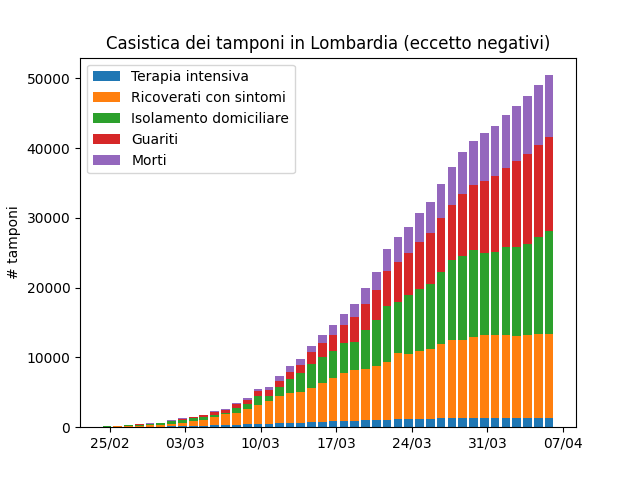 Casistica dei tamponi in Lombardia (eccetto negativi)
# tamponi
50000
40000
30000
20000
10000
0
Terapia intensiva
Ricoverati con sintomi
Isolamento domiciliare
Guariti
Morti
25/02 03/03 10/03 17/03 24/03 31/03 07/04